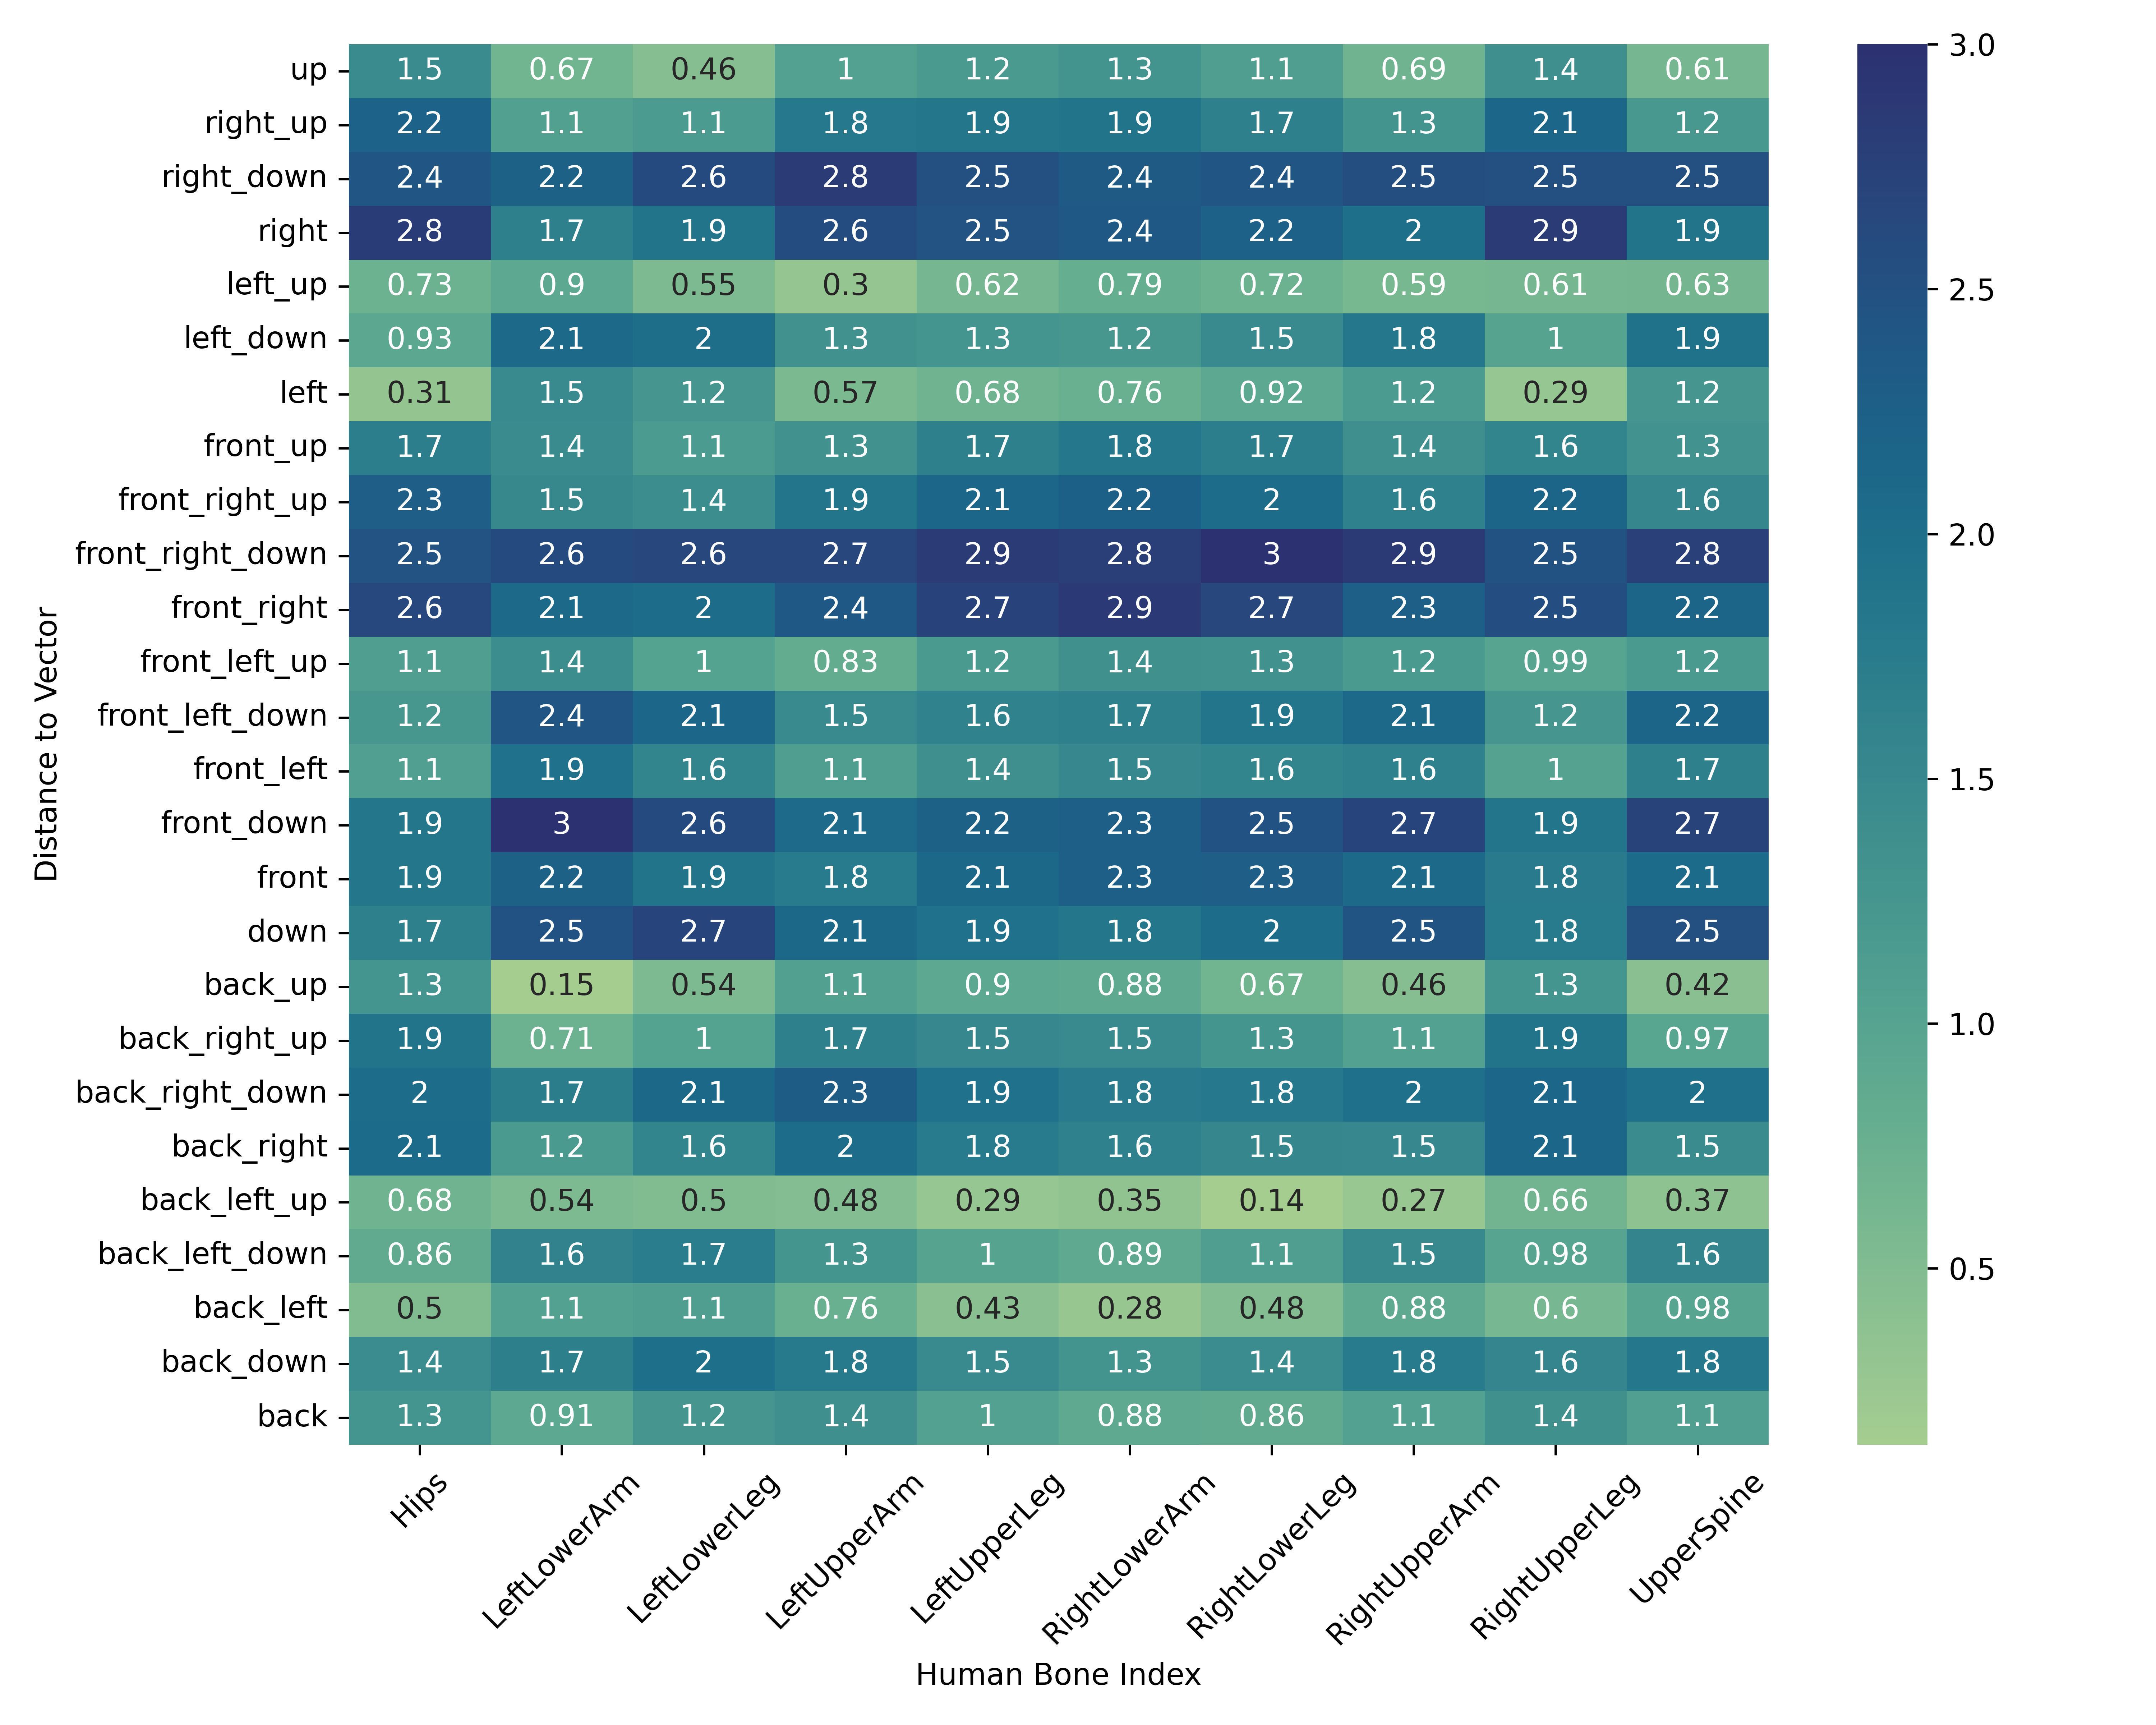 up 1.5 0.67 0.46 1 1.2 1.3 1.1 0.69 1.4 0.61
right_up 2.2 1.1 1.1 1.8 1.9 1.9 1.7 1.3 2.1 1.2
right_down 2.4 2.2 2.6 2.8 2.5 2.4 2.4 2.5 2.5 2.5
right 2.8 1.7 1.9 2.6 2.5 2.4 2.2 2 2.9 1.9
left_up 0.73 0.9 0.55 0.3 0.62 0.79 0.72 0.59 0.61 0.63
left_down 0.93 2.1 2 1.3 1.3 1.2 1.5 1.8 1 1.9
left 0.31 1.5 1.2 0.57 0.68 0.76 0.92 1.2 0.29 1.2
front_up 1.7 1.4 1.1 1.3 1.7 1.8 1.7 1.4 1.6 1.3
front_right_up 2.3 1.5 1.4 1.9 2.1 2.2 2 1.6 2.2 1.6
front_right_down 2.5 2.6 2.6 2.7 2.9 2.8 3 2.9 2.5 2.8
front_right 2.6 2.1 2 2.4 2.7 2.9 2.7 2.3 2.5 2.2
front_left_up 1.1 1.4 1 0.83 1.2 1.4 1.3 1.2 0.99 1.2
front_left_down 1.2 2.4 2.1 1.5 1.6 1.7 1.9 2.1 1.2 2.2
front_left 1.1 1.9 1.6 1.1 1.4 1.5 1.6 1.6 1 1.7
front_down 1.9 3 2.6 2.1 2.2 2.3 2.5 2.7 1.9 2.7
front 1.9 2.2 1.9 1.8 2.1 2.3 2.3 2.1 1.8 2.1
down 1.7 2.5 2.7 2.1 1.9 1.8 2 2.5 1.8 2.5
back_up 1.3 0.15 0.54 1.1 0.9 0.88 0.67 0.46 1.3 0.42
back_right_up 1.9 0.71 1 1.7 1.5 1.5 1.3 1.1 1.9 0.97
back_right_down 2 1.7 2.1 2.3 1.9 1.8 1.8 2 2.1 2
back_right 2.1 1.2 1.6 2 1.8 1.6 1.5 1.5 2.1 1.5
back_left_up 0.68 0.54 0.5 0.48 0.29 0.35 0.14 0.27 0.66 0.37
back_left_down 0.86 1.6 1.7 1.3 1 0.89 1.1 1.5 0.98 1.6
back_left 0.5 1.1 1.1 0.76 0.43 0.28 0.48 0.88 0.6 0.98
back_down 1.4 1.7 2 1.8 1.5 1.3 1.4 1.8 1.6 1.8
back 1.3 0.91 1.2 1.4 1 0.88 0.86 1.1 1.4 1.1
Distance to Vector
Hips LeftLowerArm LeftLowerLeg LeftUpperArm LeftUpperLeg RightLowerArm RightLowerLeg RightUpperArm RightUpperLeg UpperSpine
Human Bone Index
3.0
2.5
2.0
1.5
1.0
0.5